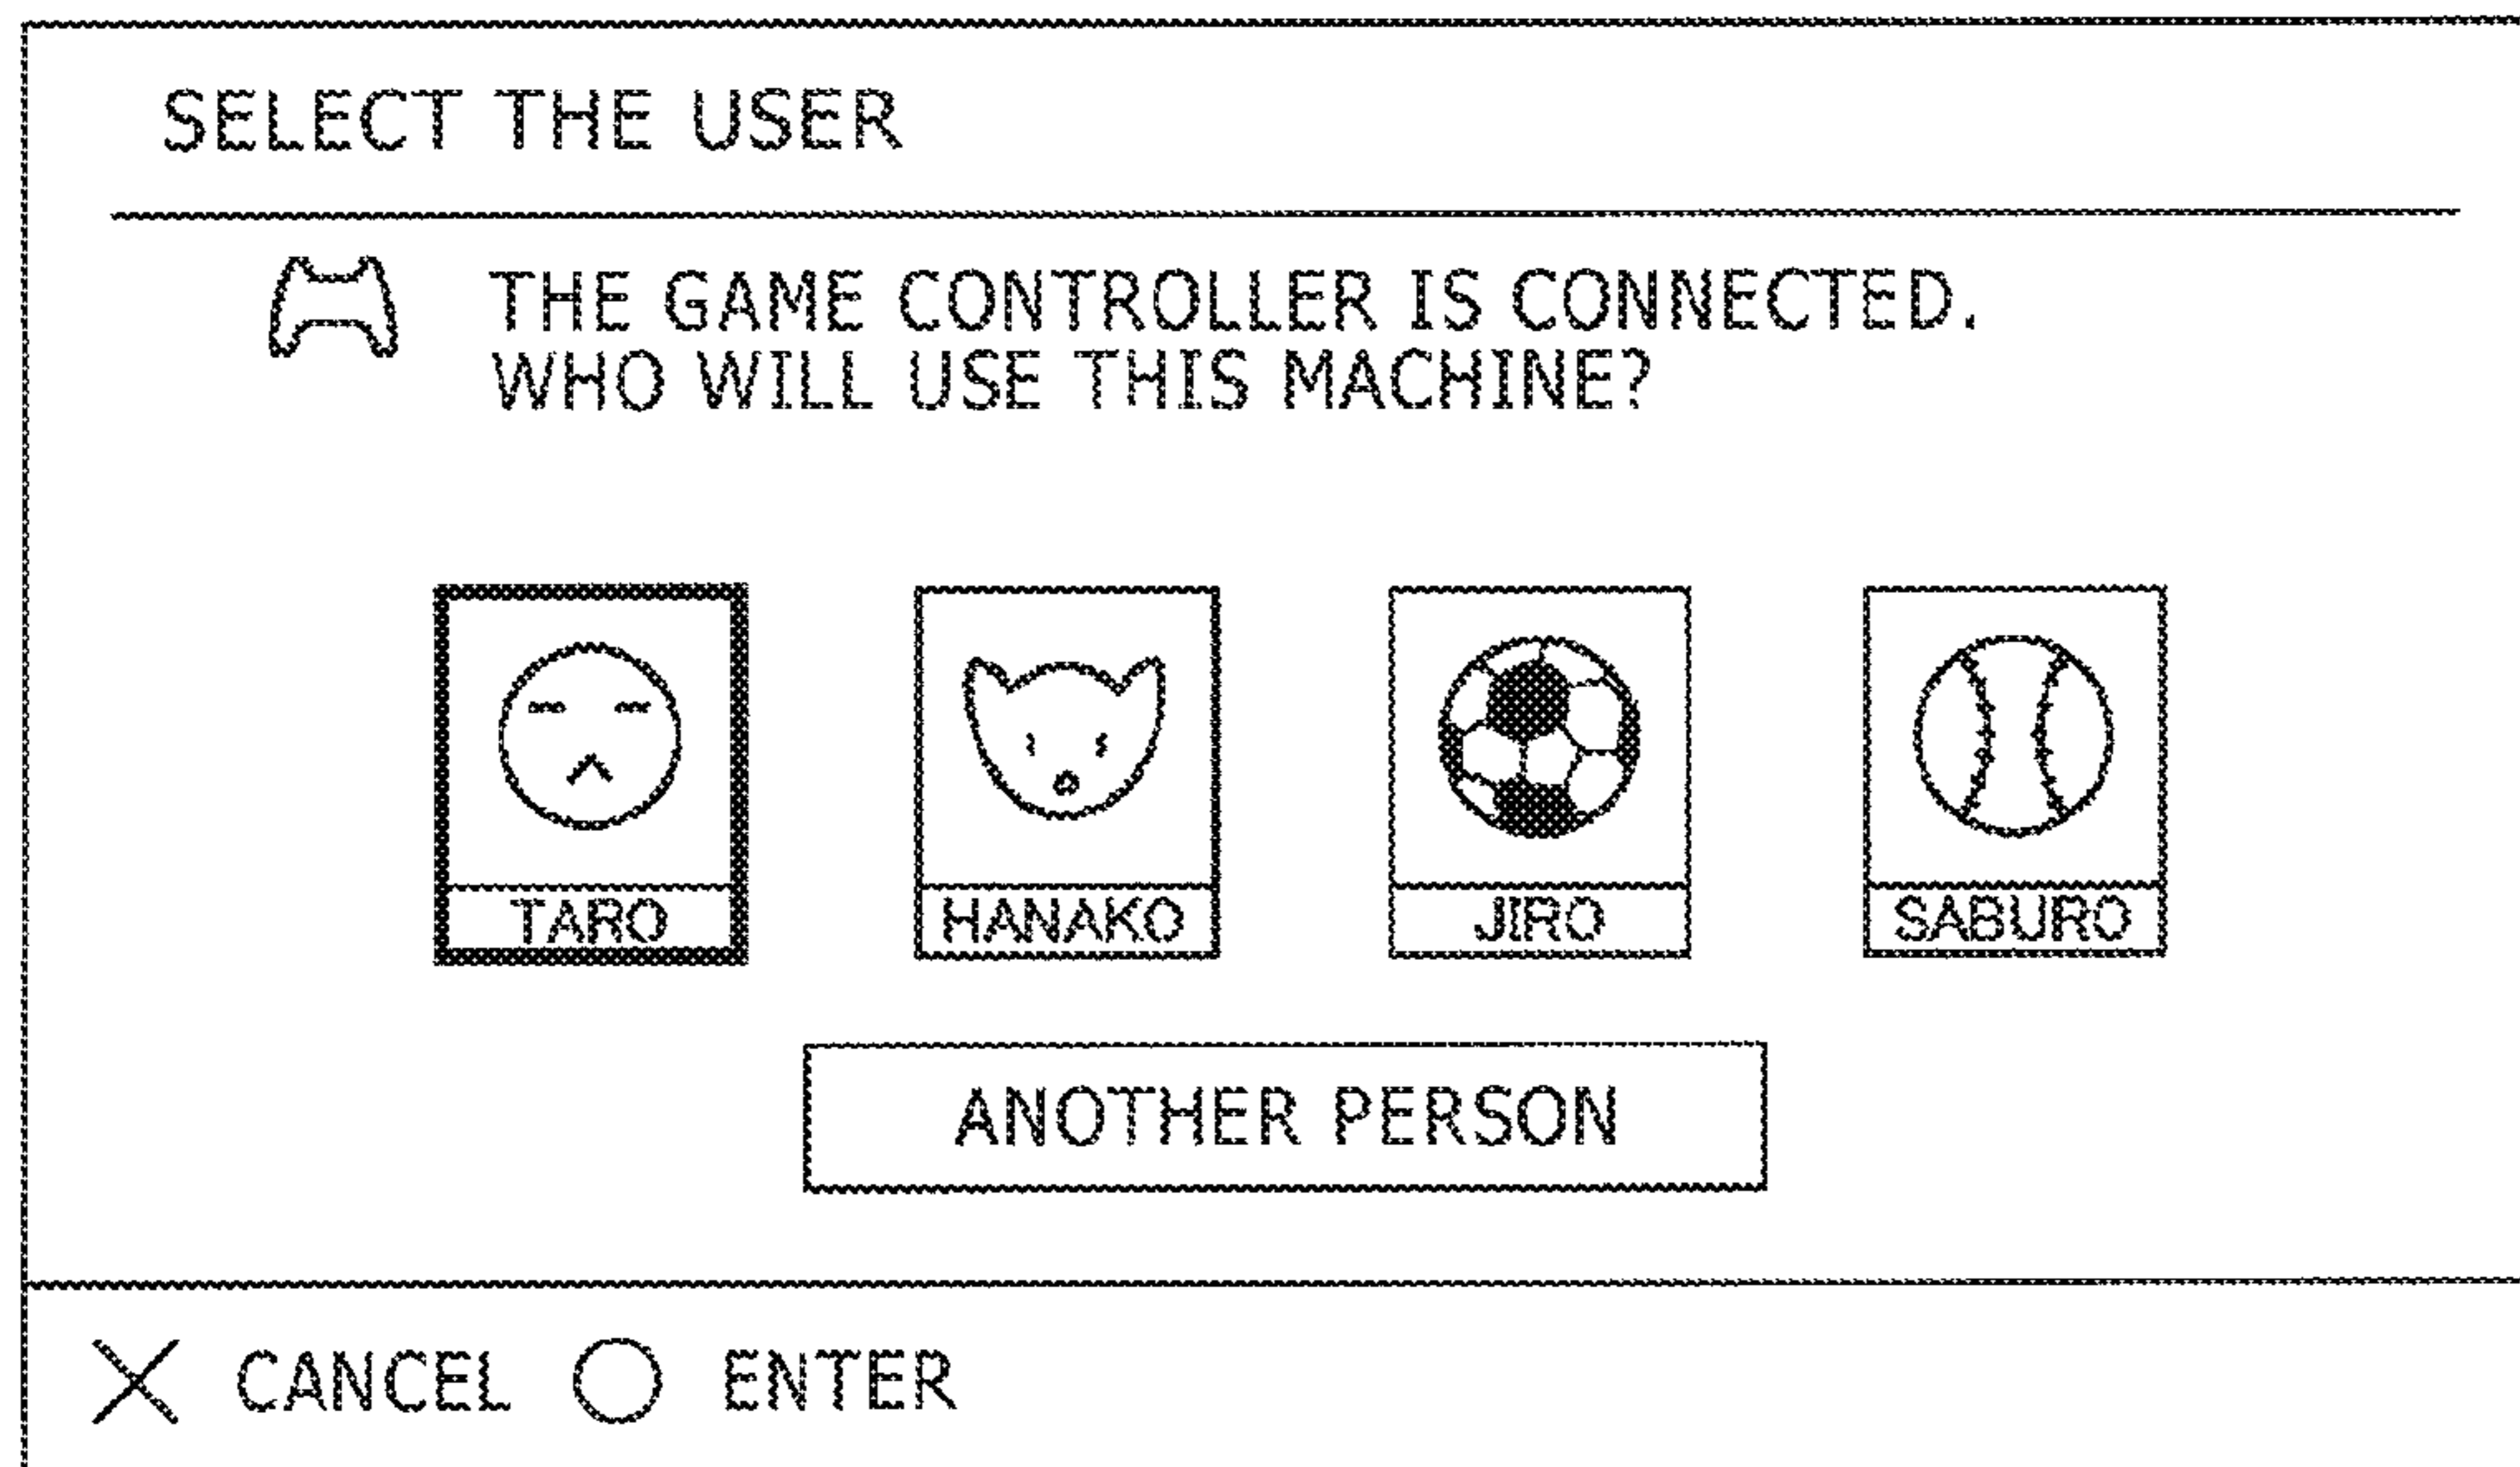 SELECT THE USER
THE GAME CONTROLLER IS CONNECTED.
WHO WILL USE THIS MACHINE?
TARO HANAKO JIRO SABURO
ANOTHER PERSON
CANCEL ENTER